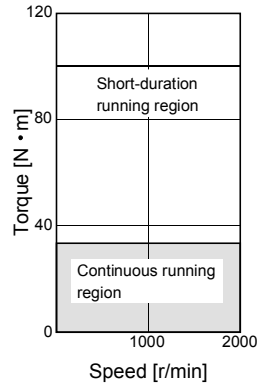 120
Short-duration
running region
80
Torque [N • m]
40
Continuous running
region
0
1000 2000
Speed [r/min]